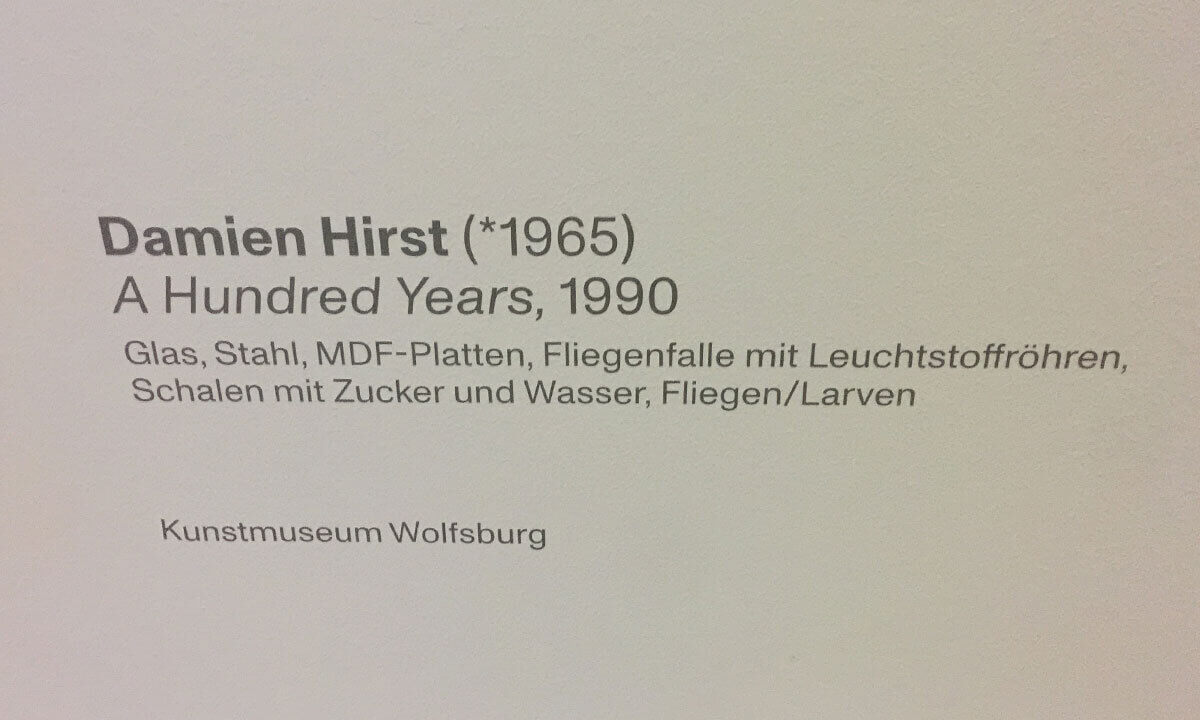 Damien Hirst (*1965)
A Hundred Years, 1990
Glas, Stahl, MDF-Platten, Fliegenfalle mit Leuchtstoffröhren,
Schalen mit Zucker und Wasser, Fliegen/Larven
Kunstmuseum Wolfsburg